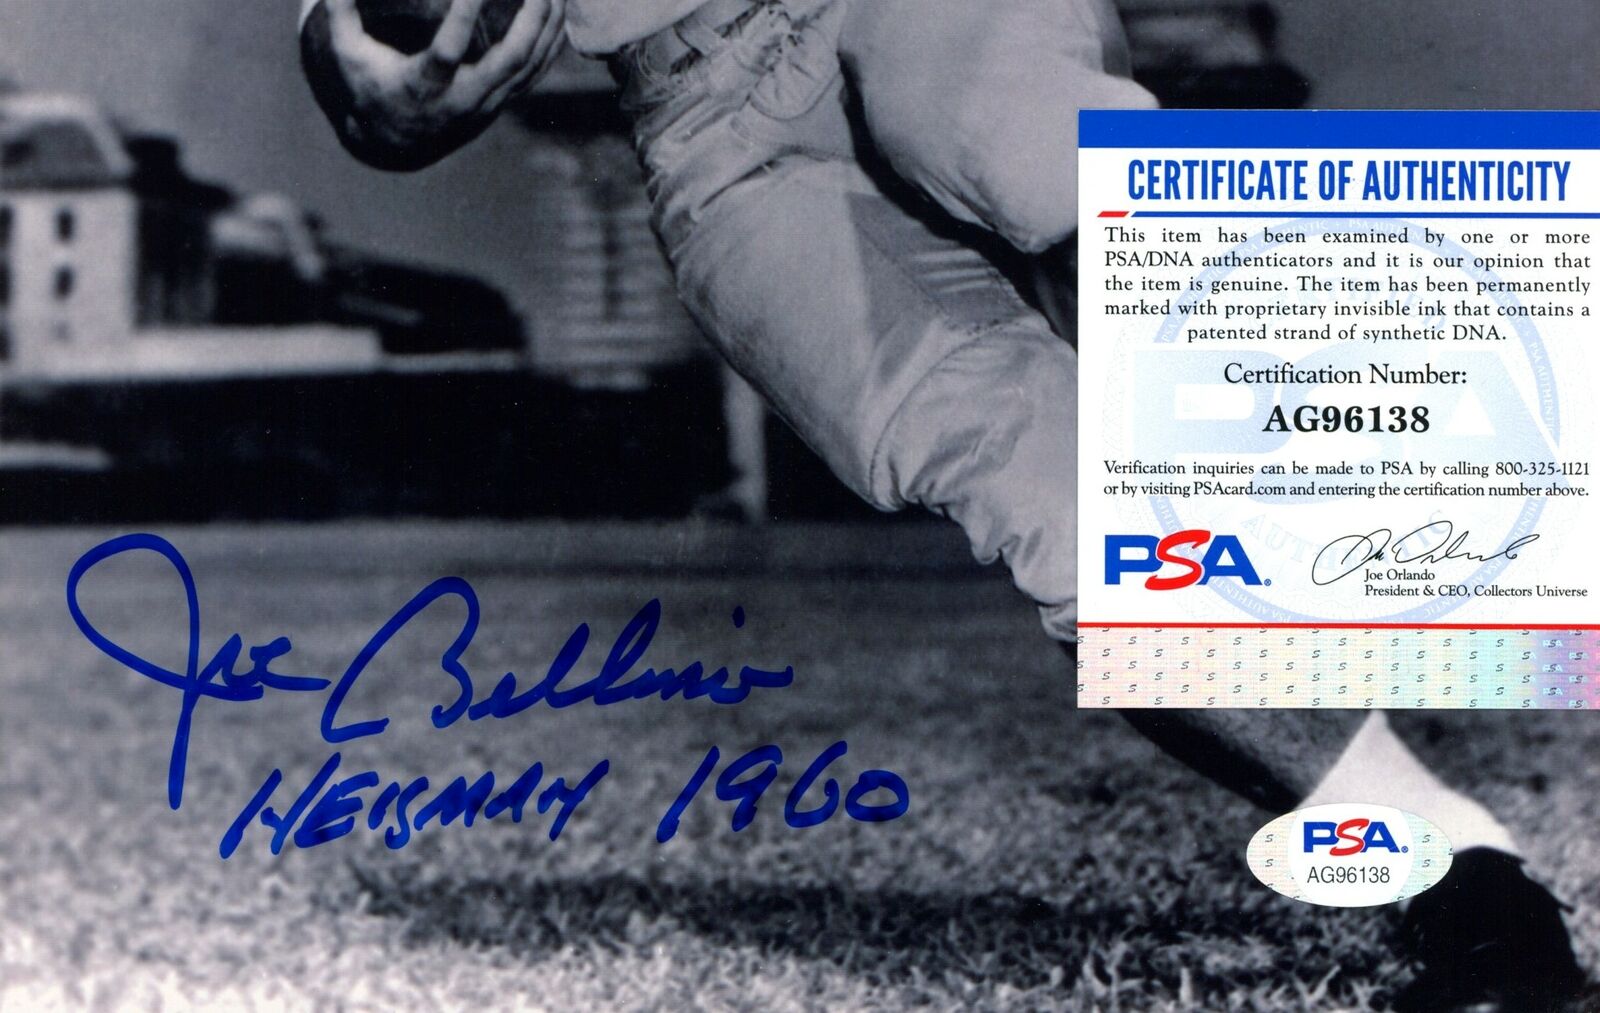 CERTIFICATE OF AUTHENTICITY
This item has been examined by one or more
PSA/DNA authenticators and it is our opinion that
the item is genuine. The item has been permanently
marked with proprietary invisible ink that contains a
patented strand of synthetic DNA.
Certification Number:
AG96138
Verification inquiries can be made to PSA by calling 800-325-1121
or by visiting PSAcard.com and entering the certification number above.
PSA®
Joe Orlando
Joe Orlando
President & CEO, Collectors Universe
Joe Bellino
HEISMAN 1960
PSA®
AG96138